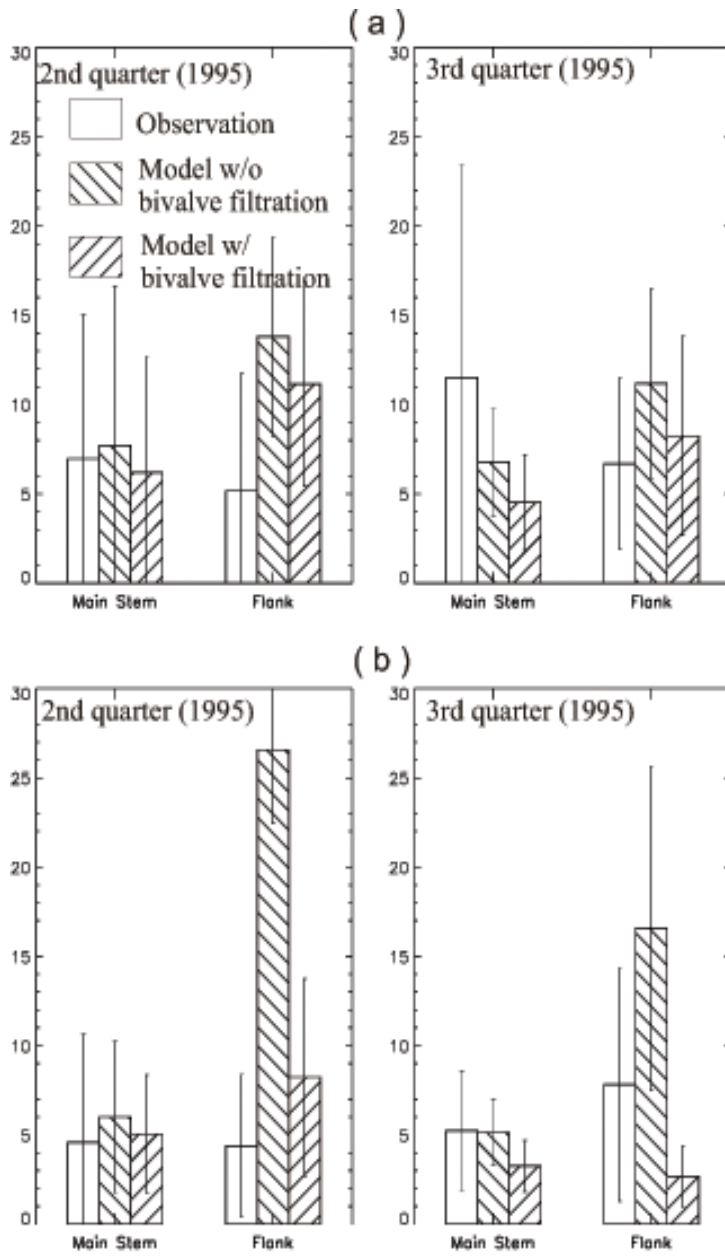 ( a )
2nd quarter (1995)
3rd quarter (1995)
Observation
Model w/o
bivalve filtration
Model w/
bivalve filtration
30
25
20
15
10
5
0
Main Stem
Flank
30
25
20
15
10
5
0
Main Stem
Flank
( b )
2nd quarter (1995)
3rd quarter (1995)
30
25
20
15
10
5
0
Main Stem
Flank
30
25
20
15
10
5
0
Main Stem
Flank